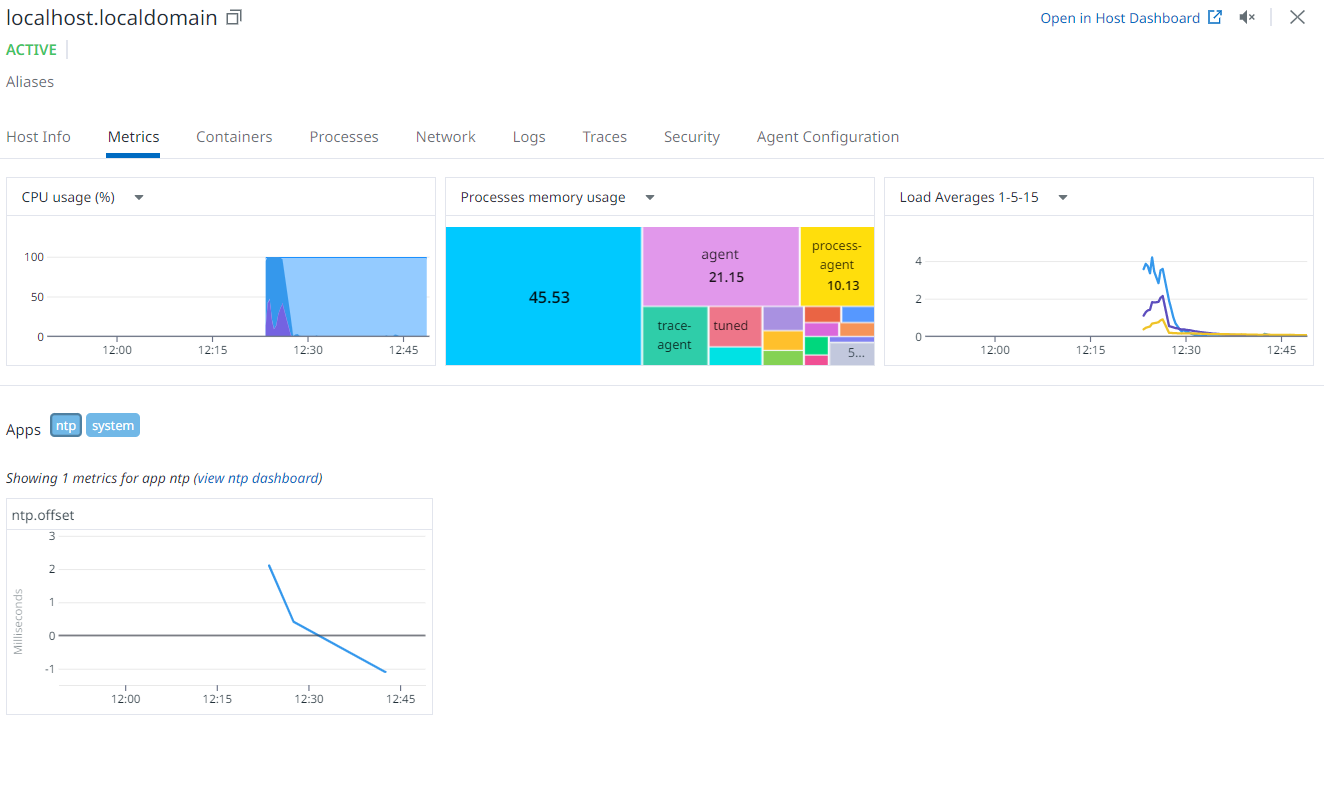 localhost.localdomain
Open in Host Dashboard
ACTIVE
Aliases
Host Info Metrics Containers Processes Network Logs Traces Security Agent Configuration
CPU usage (%)
100
50
0
12:00 12:15 12:30 12:45
Processes memory usage
45.53
agent
21.15
process-
agent
10.13
trace-
agent
tuned
5...
Load Averages 1-5-15
4
2
0
12:00 12:15 12:30 12:45
Apps ntp system
Showing 1 metrics for app ntp (view ntp dashboard)
ntp.offset
Milliseconds
3
2
1
0
-1
12:00 12:15 12:30 12:45